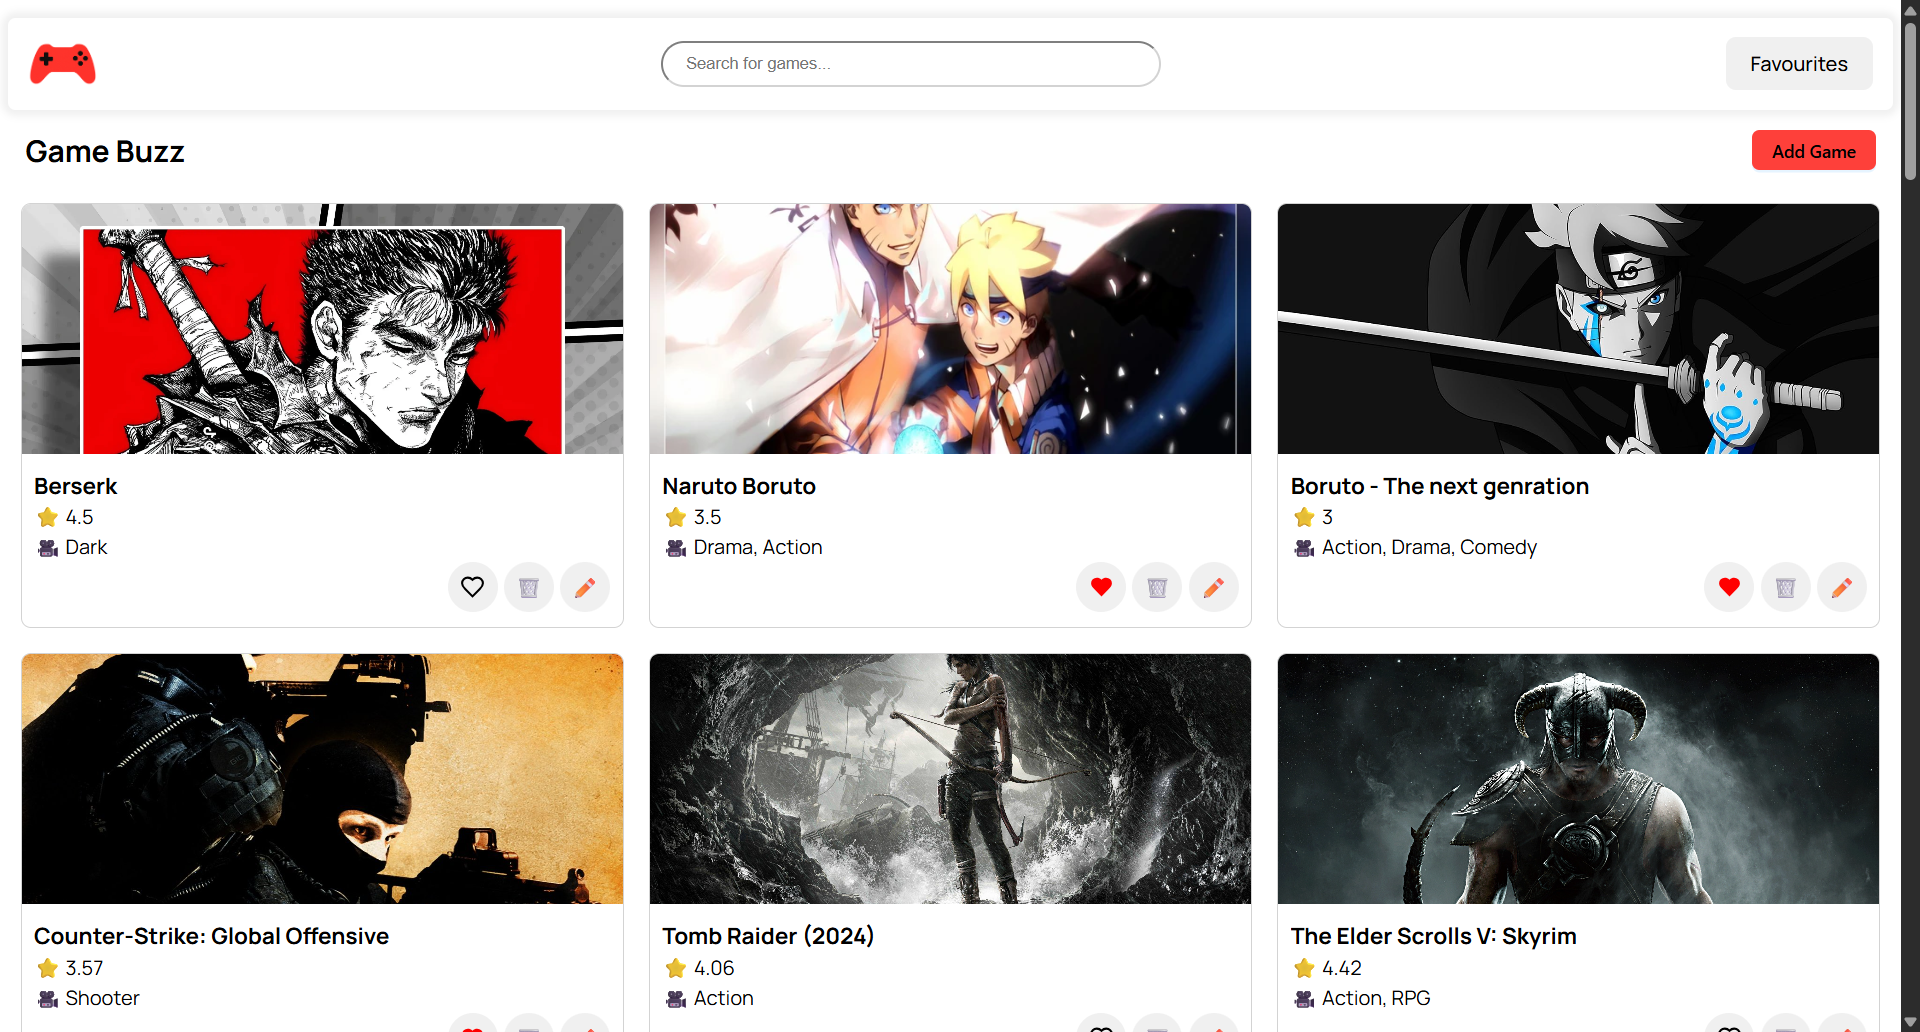 Search for games...
Favourites
Game Buzz
Add Game
Berserk
4.5
Dark
Naruto Boruto
3.5
Drama, Action
Boruto - The next genration
3
Action, Drama, Comedy
Counter-Strike: Global Offensive
3.57
Shooter
Tomb Raider (2024)
4.06
Action
The Elder Scrolls V: Skyrim
4.42
Action, RPG